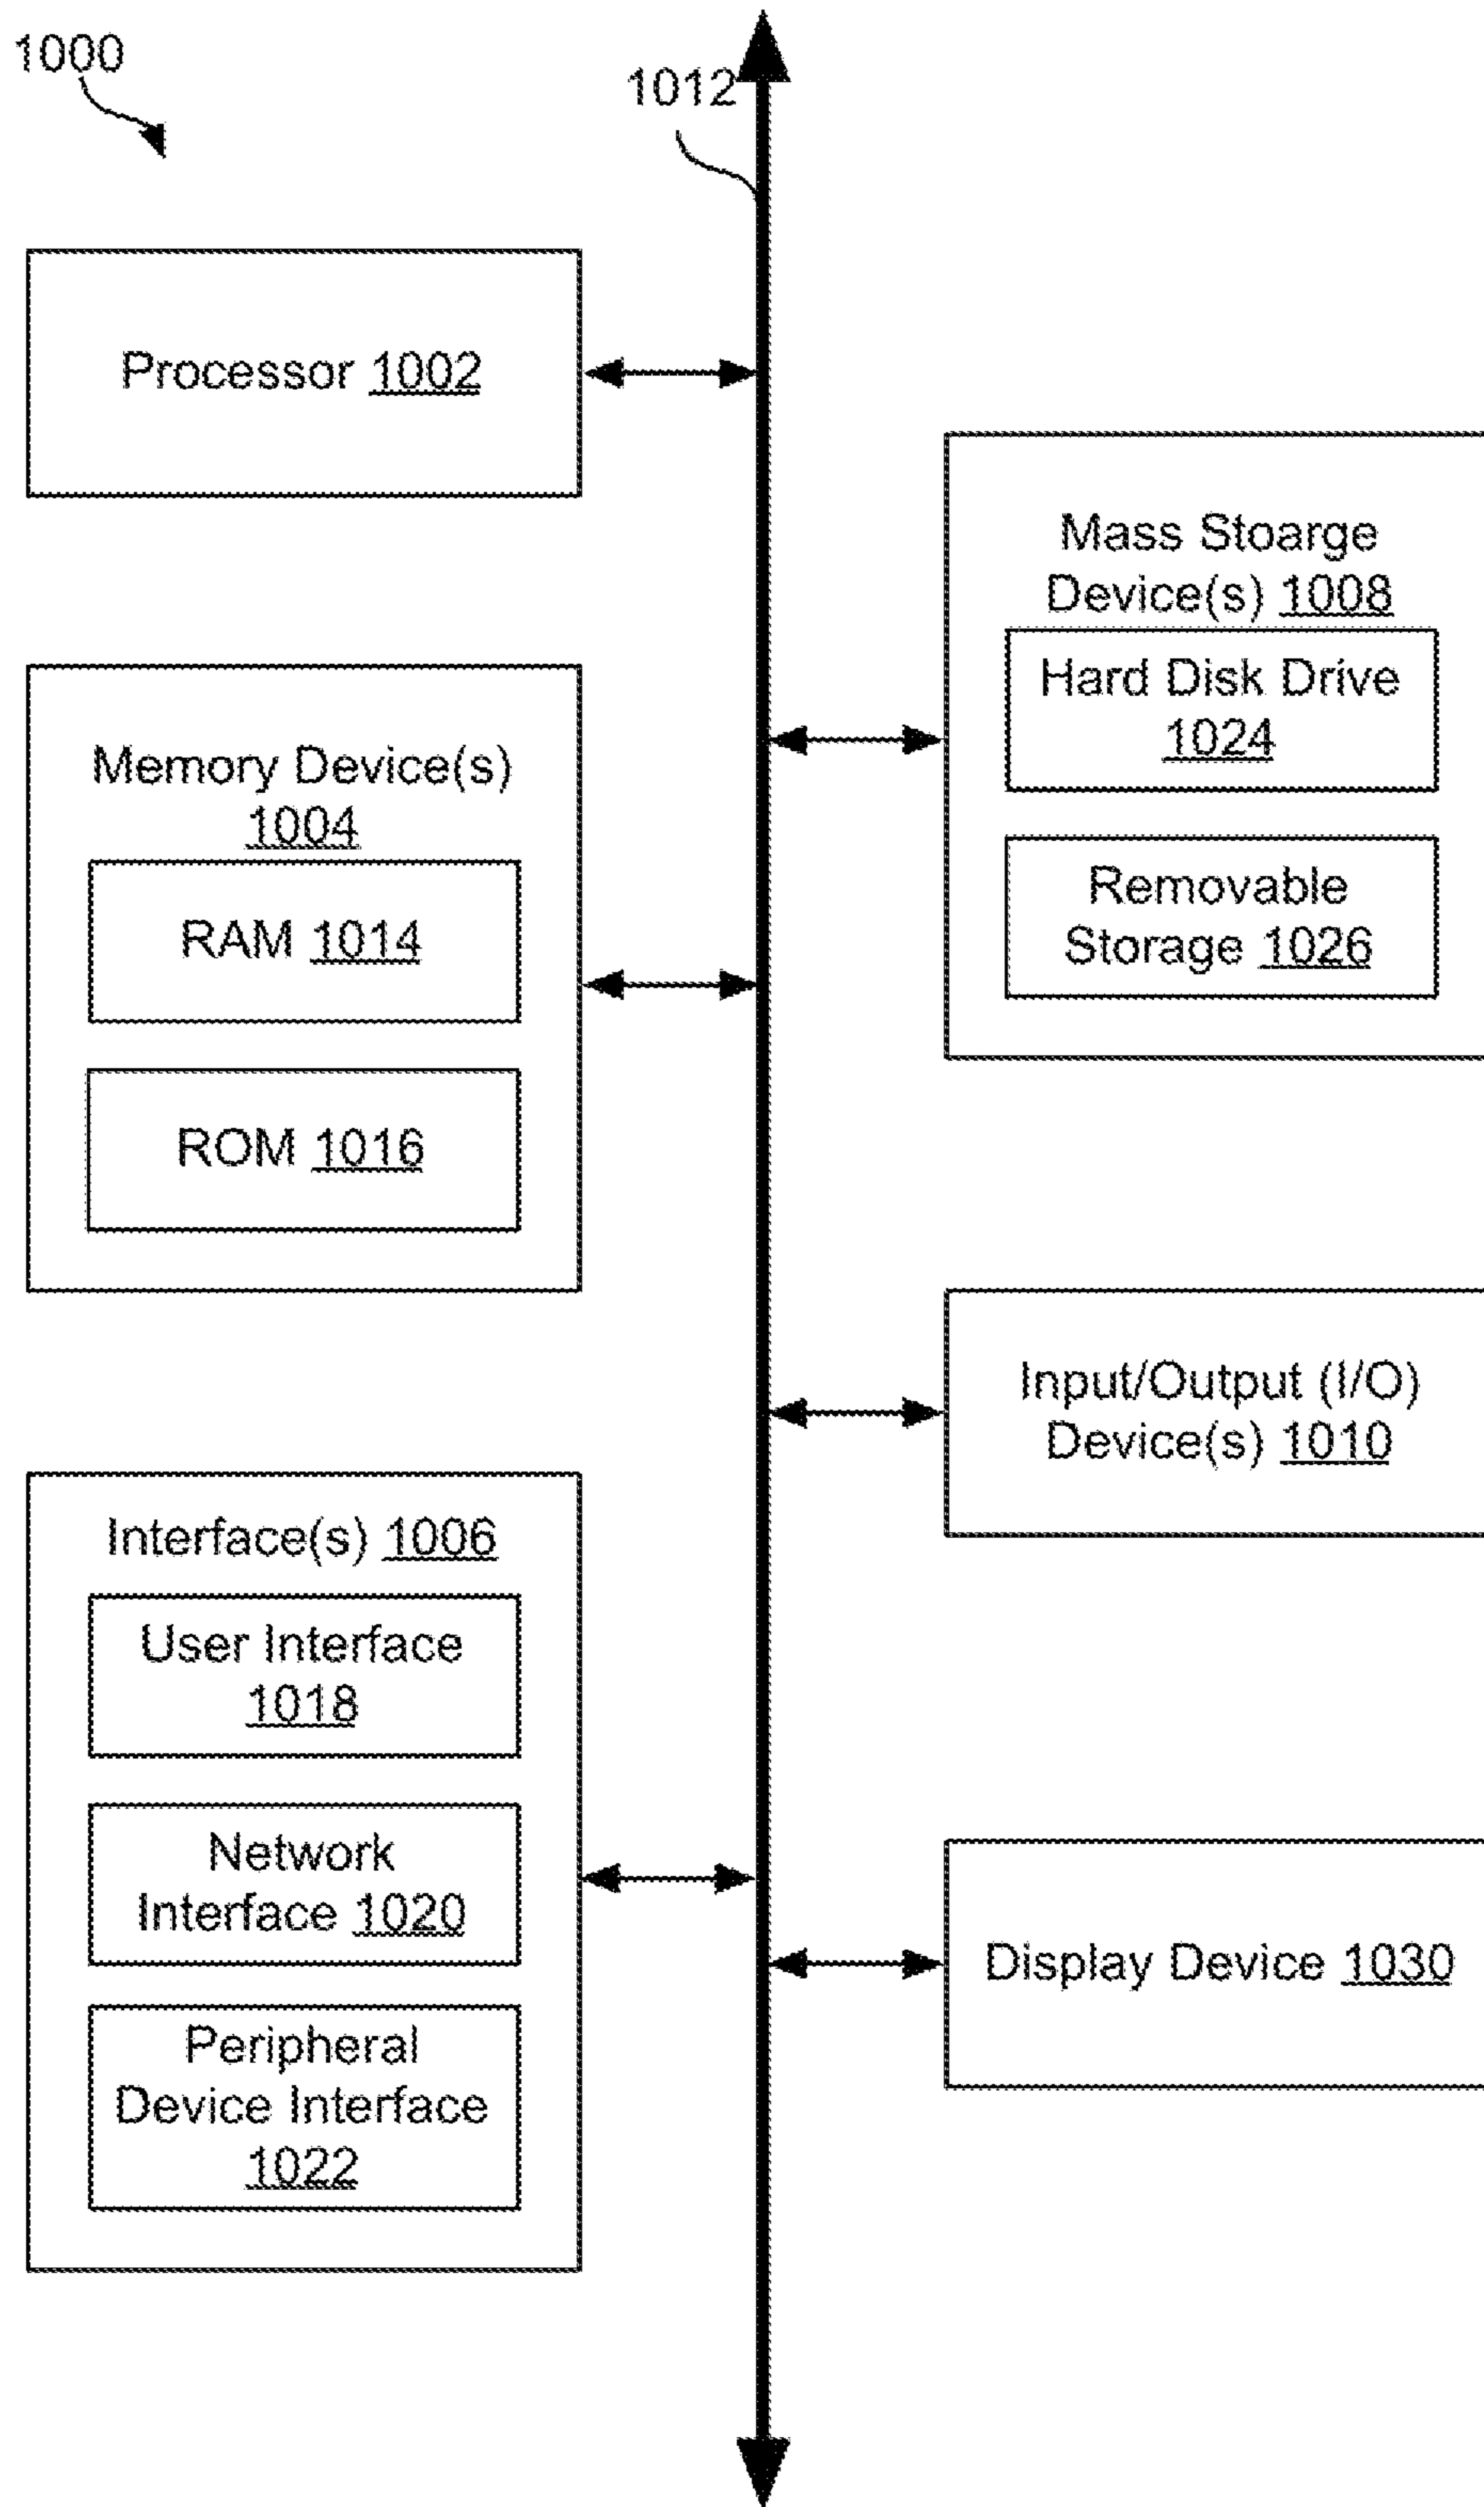 1000
1012
Processor 1002
Memory Device(s)
1004
RAM 1014
ROM 1016
Interface(s) 1006
User Interface
1018
Network
Interface 1020
Peripheral
Device Interface
1022
Mass Stoarge
Device(s) 1008
Hard Disk Drive
1024
Removable
Storage 1026
Input/Output (I/O)
Device(s) 1010
Display Device 1030